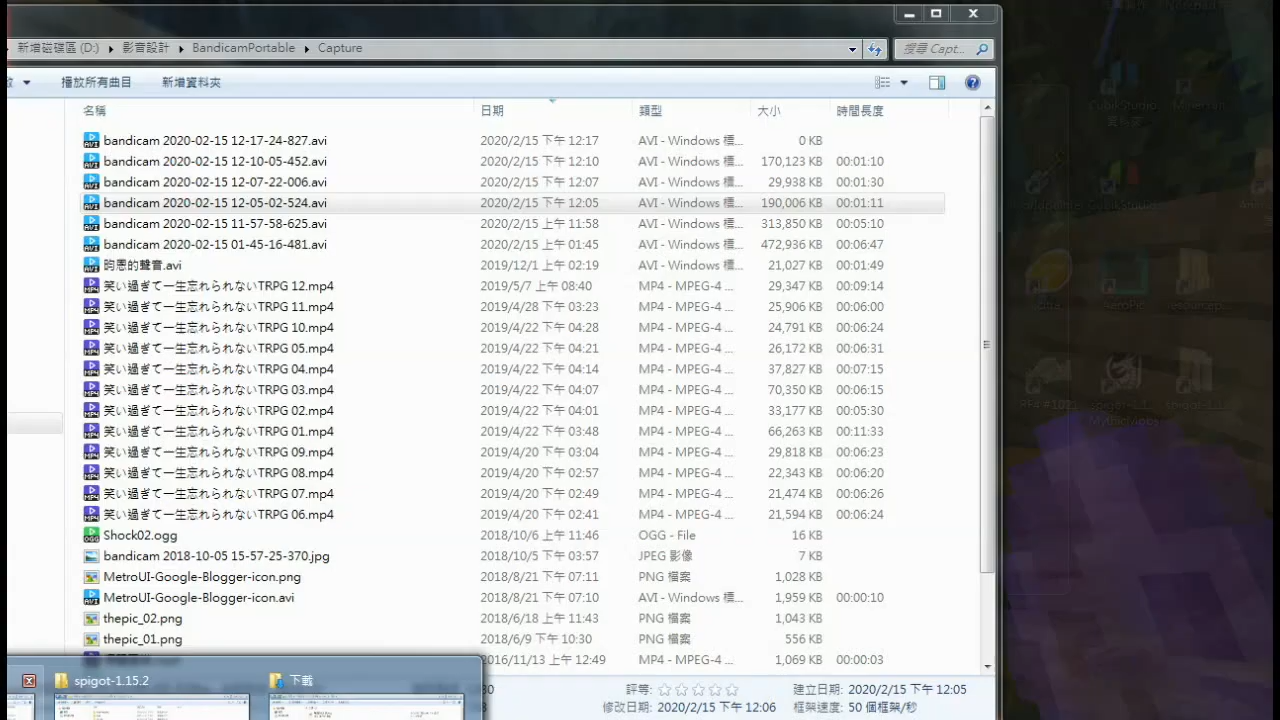 新增磁碟區 (D:) ▸ 影音設計 ▸ BandicamPortable ▸ Capture
搜尋 Capt...
播放所有曲目 新增資料夾
名稱 日期 類型 大小 時間長度
bandicam 2020-02-15 12-17-24-827.avi 2020/2/15 下午 12:17 AVI - Windows 標... 0 KB
bandicam 2020-02-15 12-10-05-452.avi 2020/2/15 下午 12:10 AVI - Windows 標... 170,123 KB 00:01:10
bandicam 2020-02-15 12-07-22-006.avi 2020/2/15 下午 12:07 AVI - Windows 標... 29,938 KB 00:01:30
bandicam 2020-02-15 12-05-02-524.avi 2020/2/15 下午 12:05 AVI - Windows 標... 190,006 KB 00:01:11
bandicam 2020-02-15 11-57-58-625.avi 2020/2/15 上午 11:58 AVI - Windows 標... 313,850 KB 00:05:10
bandicam 2020-02-15 01-45-16-481.avi 2020/2/15 上午 01:45 AVI - Windows 標... 472,936 KB 00:06:47
的聲音.avi 2019/12/1 上午 02:19 AVI - Windows 標... 21,027 KB 00:01:49
笑い過ぎて一生忘れられないTRPG 12.mp4 2019/5/7 上午 08:40 MP4 - MPEG-4 ... 29,347 KB 00:09:14
笑い過ぎて一生忘れられないTRPG 11.mp4 2019/4/28 下午 03:23 MP4 - MPEG-4 ... 25,906 KB 00:06:00
笑い過ぎて一生忘れられないTRPG 10.mp4 2019/4/22 下午 04:28 MP4 - MPEG-4 ... 24,791 KB 00:06:24
笑い過ぎて一生忘れられないTRPG 05.mp4 2019/4/22 下午 04:21 MP4 - MPEG-4 ... 26,172 KB 00:06:31
笑い過ぎて一生忘れられないTRPG 04.mp4 2019/4/22 下午 04:14 MP4 - MPEG-4 ... 37,827 KB 00:07:15
笑い過ぎて一生忘れられないTRPG 03.mp4 2019/4/22 下午 04:07 MP4 - MPEG-4 ... 70,350 KB 00:06:15
笑い過ぎて一生忘れられないTRPG 02.mp4 2019/4/22 下午 04:01 MP4 - MPEG-4 ... 33,177 KB 00:05:30
笑い過ぎて一生忘れられないTRPG 01.mp4 2019/4/22 下午 03:48 MP4 - MPEG-4 ... 66,263 KB 00:11:33
笑い過ぎて一生忘れられないTRPG 09.mp4 2019/4/20 下午 03:04 MP4 - MPEG-4 ... 29,818 KB 00:06:23
笑い過ぎて一生忘れられないTRPG 08.mp4 2019/4/20 下午 02:57 MP4 - MPEG-4 ... 22,383 KB 00:06:20
笑い過ぎて一生忘れられないTRPG 07.mp4 2019/4/20 下午 02:49 MP4 - MPEG-4 ... 21,474 KB 00:06:26
笑い過ぎて一生忘れられないTRPG 06.mp4 2019/4/20 下午 02:41 MP4 - MPEG-4 ... 21,594 KB 00:06:24
Shock02.ogg 2018/10/6 上午 11:46 OGG - File 16 KB
bandicam 2018-10-05 15-57-25-370.jpg 2018/10/5 下午 03:57 JPEG 影像 7 KB
MetroUI-Google-Blogger-icon.png 2018/8/21 下午 07:11 PNG 檔案 1,028 KB
MetroUI-Google-Blogger-icon.avi 2018/8/21 下午 07:10 AVI - Windows 標... 1,959 KB 00:00:10
thepic_02.png 2018/6/18 上午 11:43 PNG 檔案 1,043 KB
thepic_01.png 2018/6/9 下午 10:30 PNG 檔案 556 KB
2016/11/13 上午 12:49 MP4 - MPEG-4 ... 1,069 KB 00:00:03
spigot-1.15.2 下載
評等: ☆☆☆☆☆ 建立日期: 2020/2/15 下午 12:05
修改日期: 2020/2/15 下午 12:06 框架速度: 50 個框架/秒